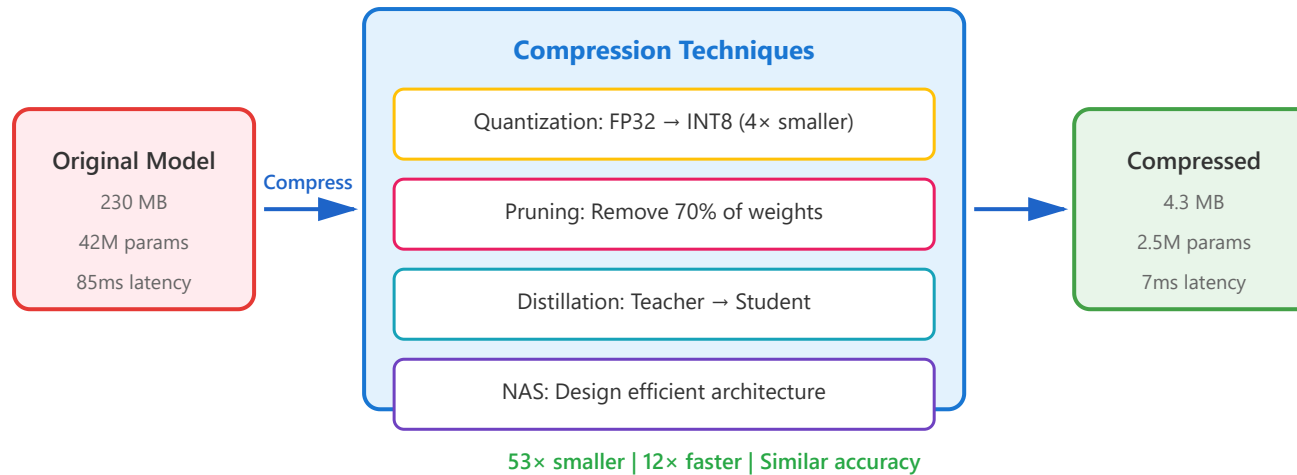 Compression Techniques
Original Model
230 MB
42M params
85ms latency
Compress
Quantization: FP32 → INT8 (4× smaller)
Pruning: Remove 70% of weights
Distillation: Teacher → Student
NAS: Design efficient architecture
Compressed
4.3 MB
2.5M params
7ms latency
53× smaller | 12× faster | Similar accuracy